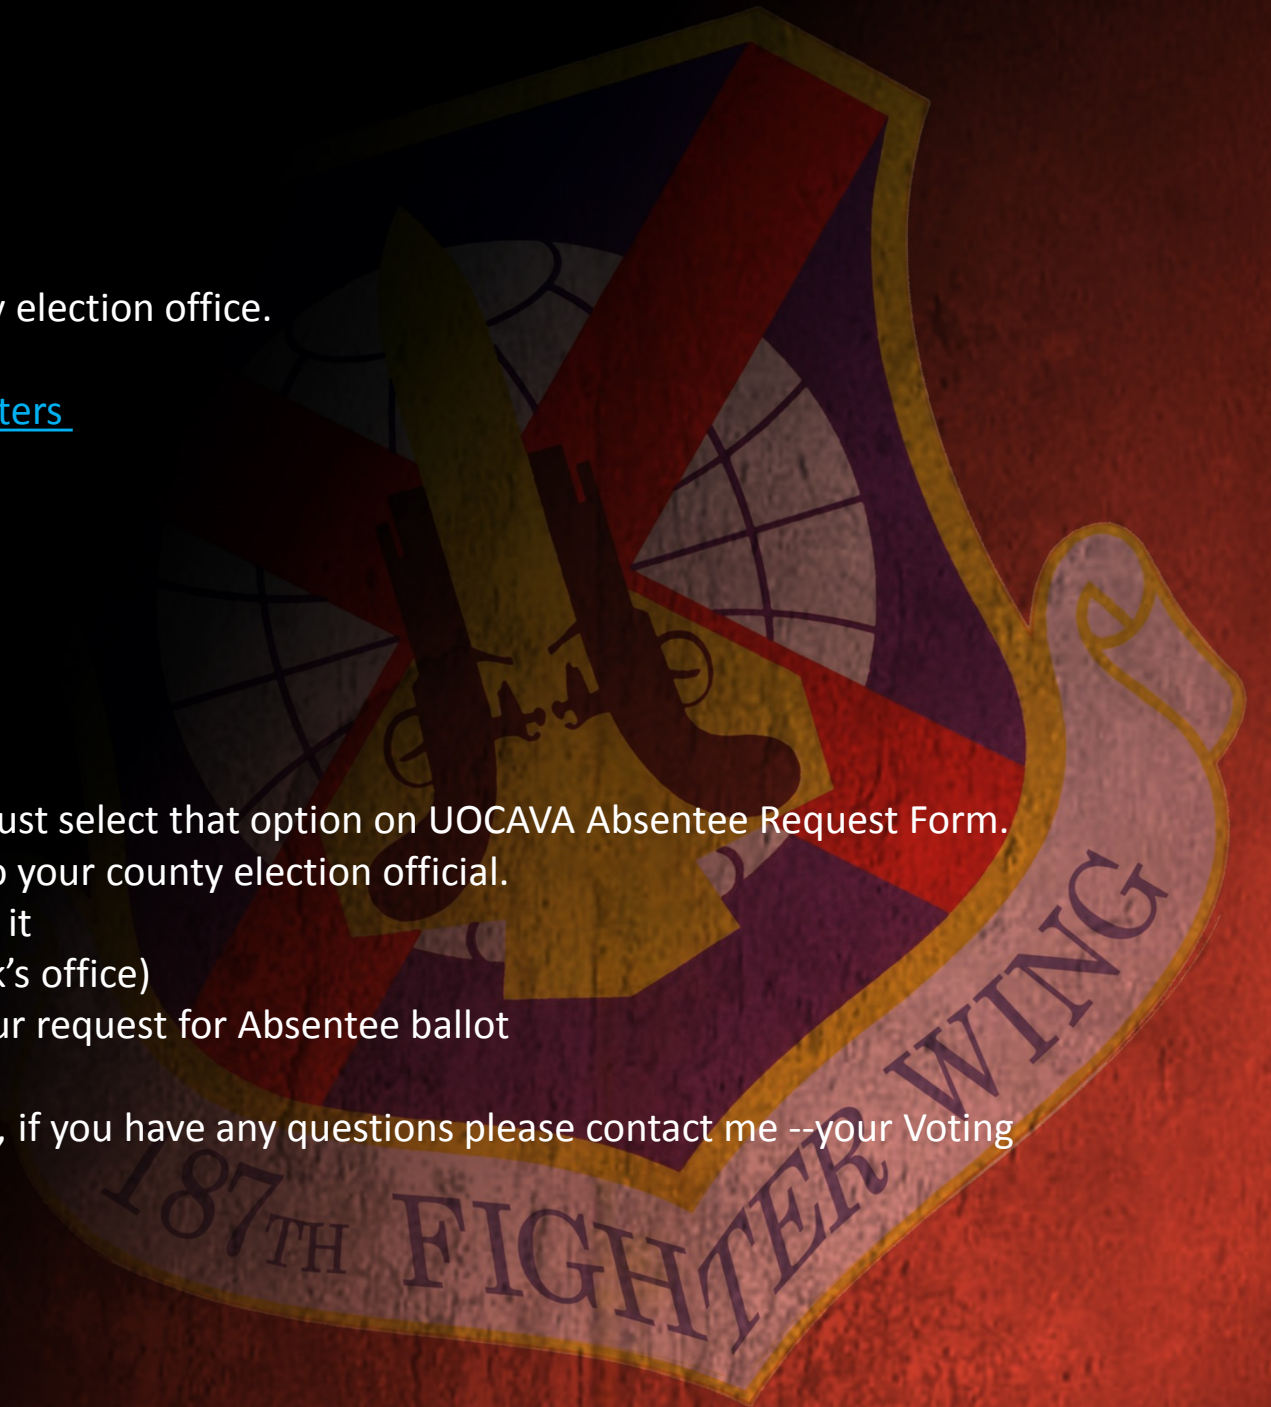 election office.
ters
ust select that option on UOCAVA Absentee Request Form.
your county election official.
it
k's office)
ur request for Absentee ballot
, if you have any questions please contact me --your Voting
187TH FIGHTER WING